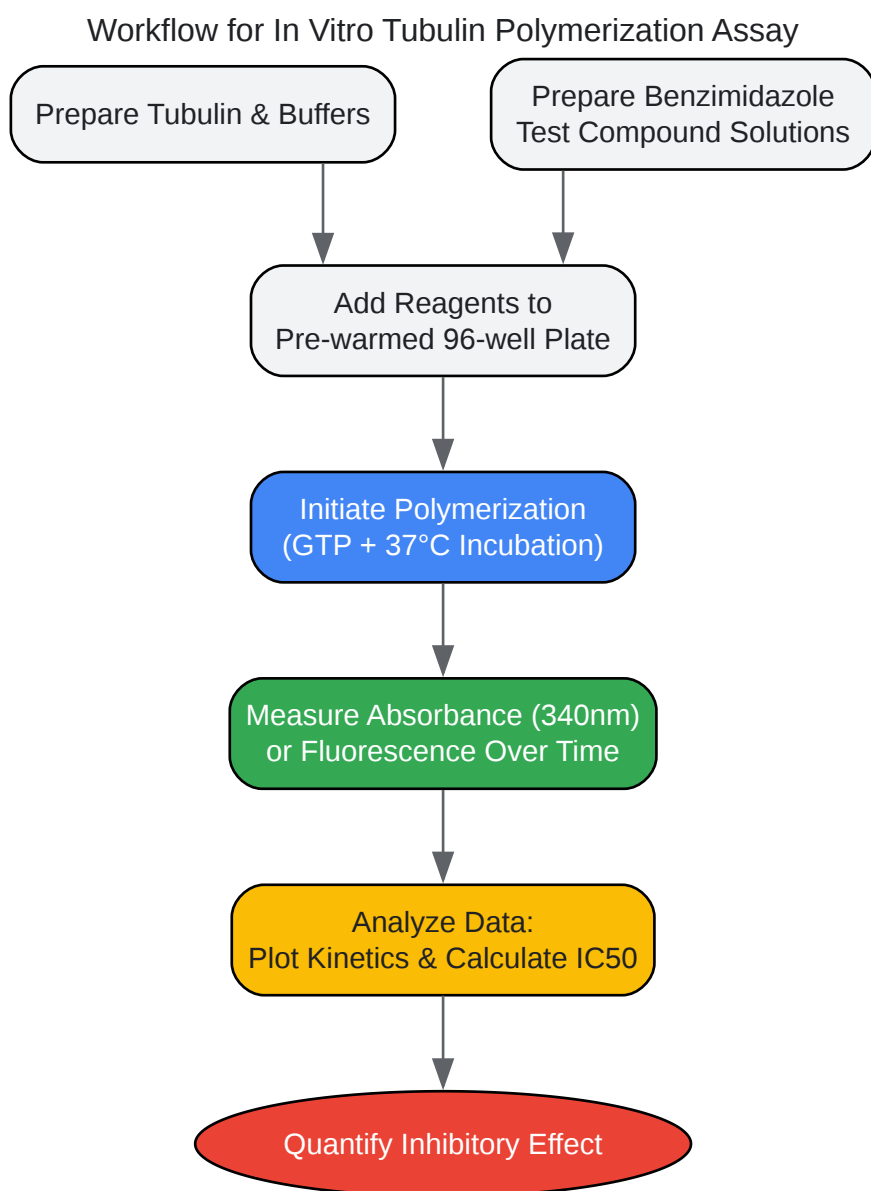 Workflow for In Vitro Tubulin Polymerization Assay
Prepare Tubulin & Buffers
Prepare Benzimidazole
Test Compound Solutions
Add Reagents to
Pre-warmed 96-well Plate
Initiate Polymerization
(GTP + 37°C Incubation)
Measure Absorbance (340nm)
or Fluorescence Over Time
Analyze Data:
Plot Kinetics & Calculate IC50
Quantify Inhibitory Effect